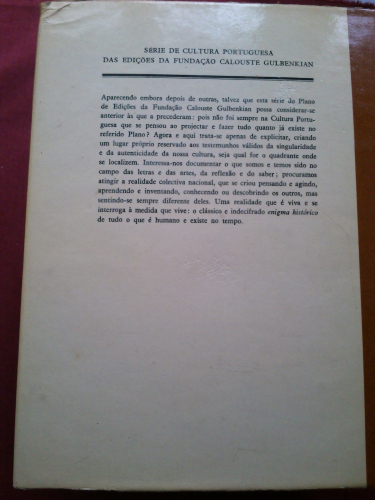 SÉRIE DE CULTURA PORTUGUESA
DAS EDIÇÕES DA FUNDAÇÃO CALOUSTE GULBENKIAN
Aparecendo embora depois de outras, talvez que esta série do Plano
de Edições da Fundação Calouste Gulbenkian possa considerar-se
anterior às que a precederam: pois não foi sempre na Cultura Portu-
guesa que se pensou ao projectar e fazer tudo quanto já existe no
referido Plano? Agora e aqui trata-se apenas de explicitar, criando
um lugar próprio reservado aos testemunhos válidos da singularidade
e da autenticidade da nossa cultura, seja qual for o quadrante onde
se localizem. Interessa-nos documentar o que somos e temos sido no
campo das letras e das artes, da reflexão e do saber; procuramos
atingir a realidade colectiva nacional, que se criou pensando e agindo,
aprendendo e inventando, conhecendo ou descobrindo os outros, mas
sentindo-se sempre diferente deles. Uma realidade que é viva e se
interroga à medida que vive: o clássico e indecifrado enigma histórico
de tudo o que é humano e existe no tempo.